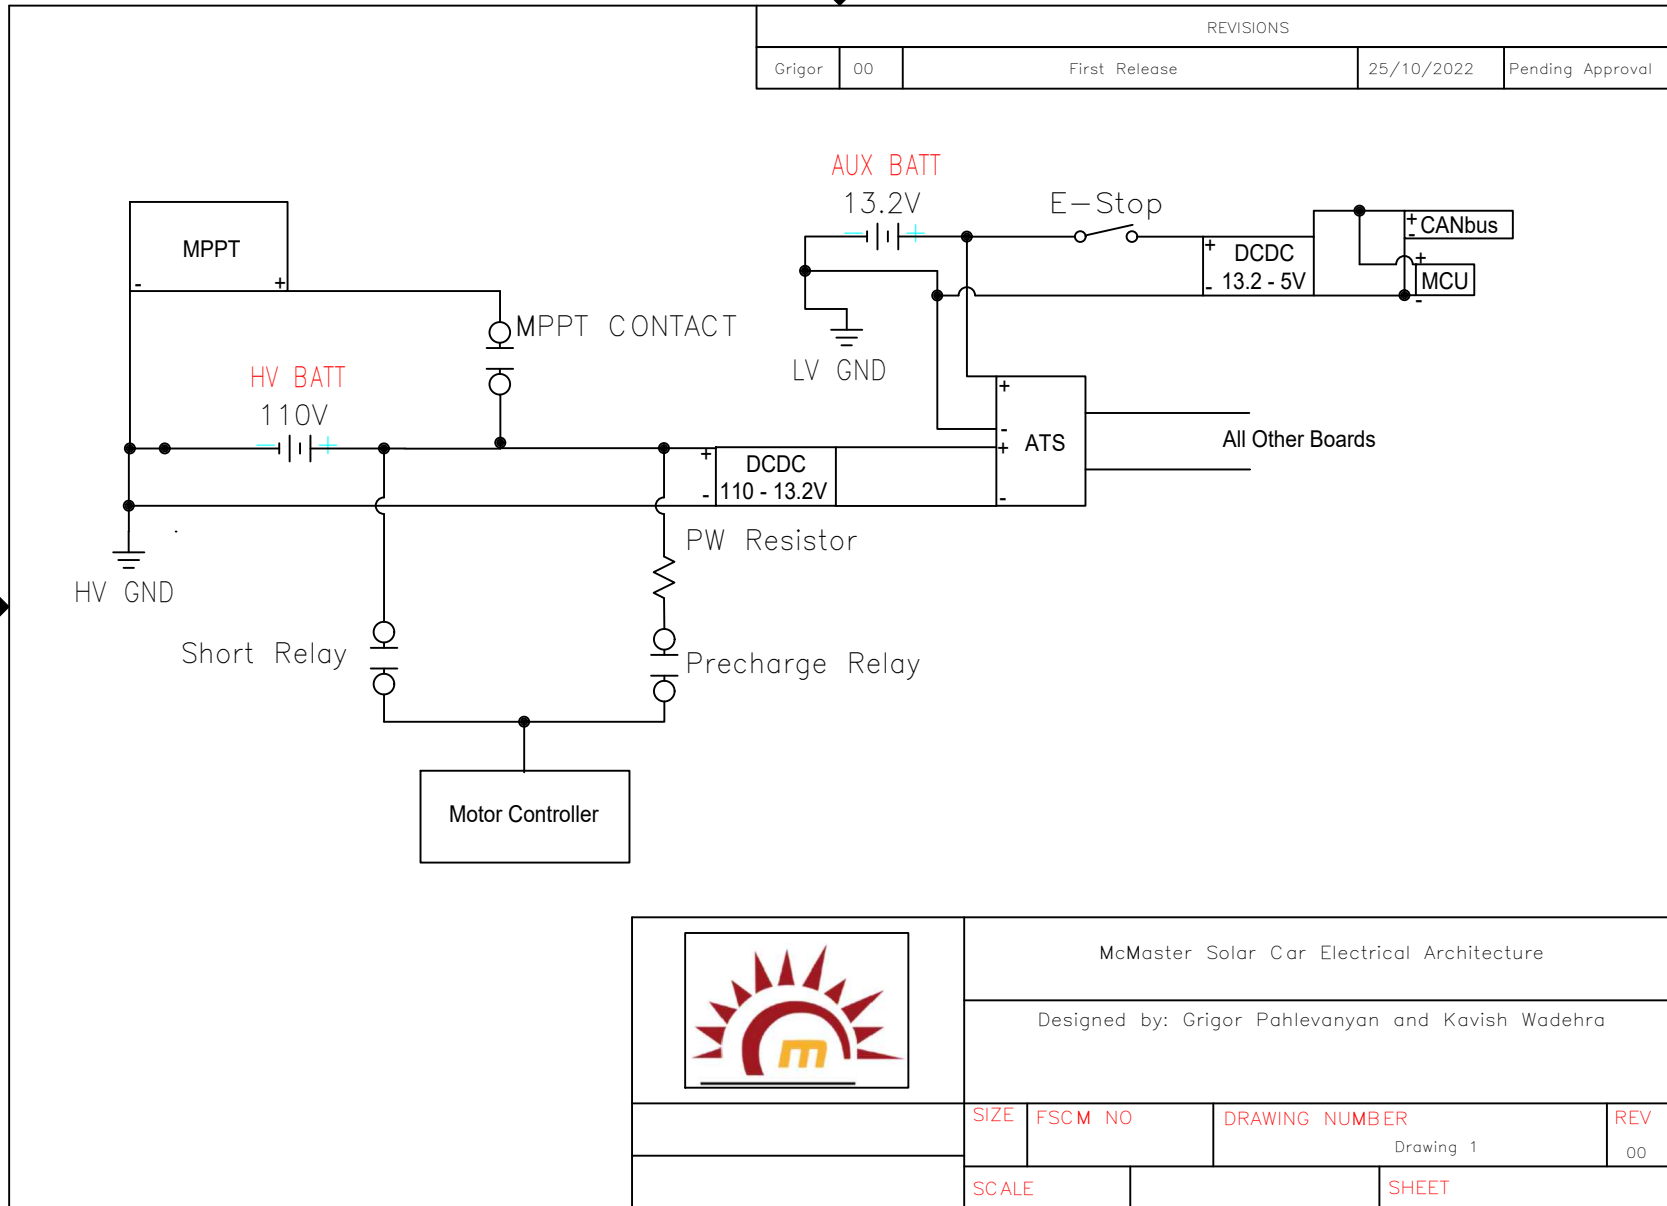 REVISIONS
Grigor 00 First Release 25/10/2022 Pending Approval
AUX BATT
13.2V
E-Stop
+ CANbus
-
+
MCU
-
+ DCDC
- 13.2 - 5V
LV GND
MPPT
- +
MPPT CONTACT
HV BATT
110V
- +
+ DCDC
- 110 - 13.2V
+
-
+ ATS
-
All Other Boards
HV GND
PW Resistor
Short Relay
Precharge Relay
Motor Controller
m
McMaster Solar Car Electrical Architecture
Designed by: Grigor Pahlevanyan and Kavish Wadehra
SIZE FSCM NO DRAWING NUMBER REV
Drawing 1 00
SCALE SHEET